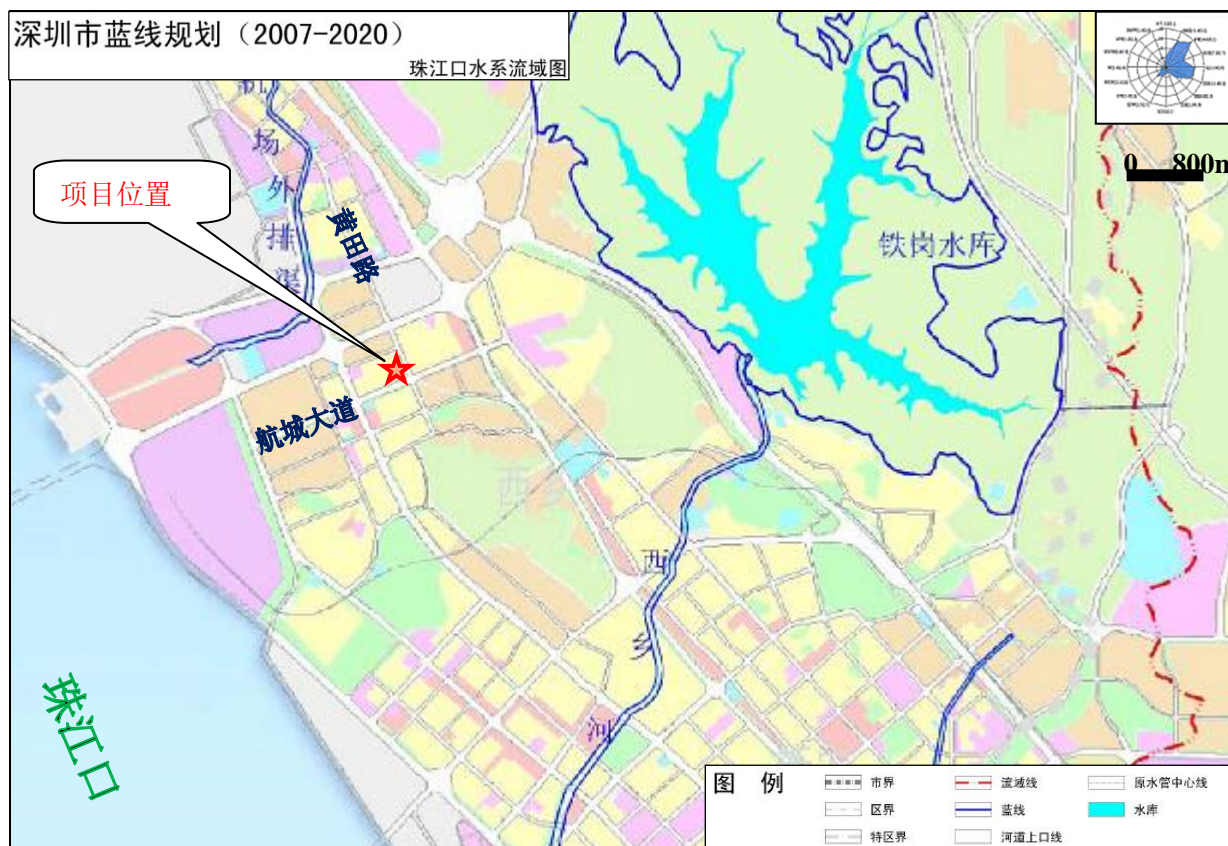 深圳市蓝线规划（2007-2020）
珠江口水系流域图
机场外排渠
项目位置
黄田路
0 800m
铁岗水库
航城大道
西乡
西乡河
珠江口
图 例
市界
流域线
原水管中心线
区界
蓝线
水库
特区界
河道上口线